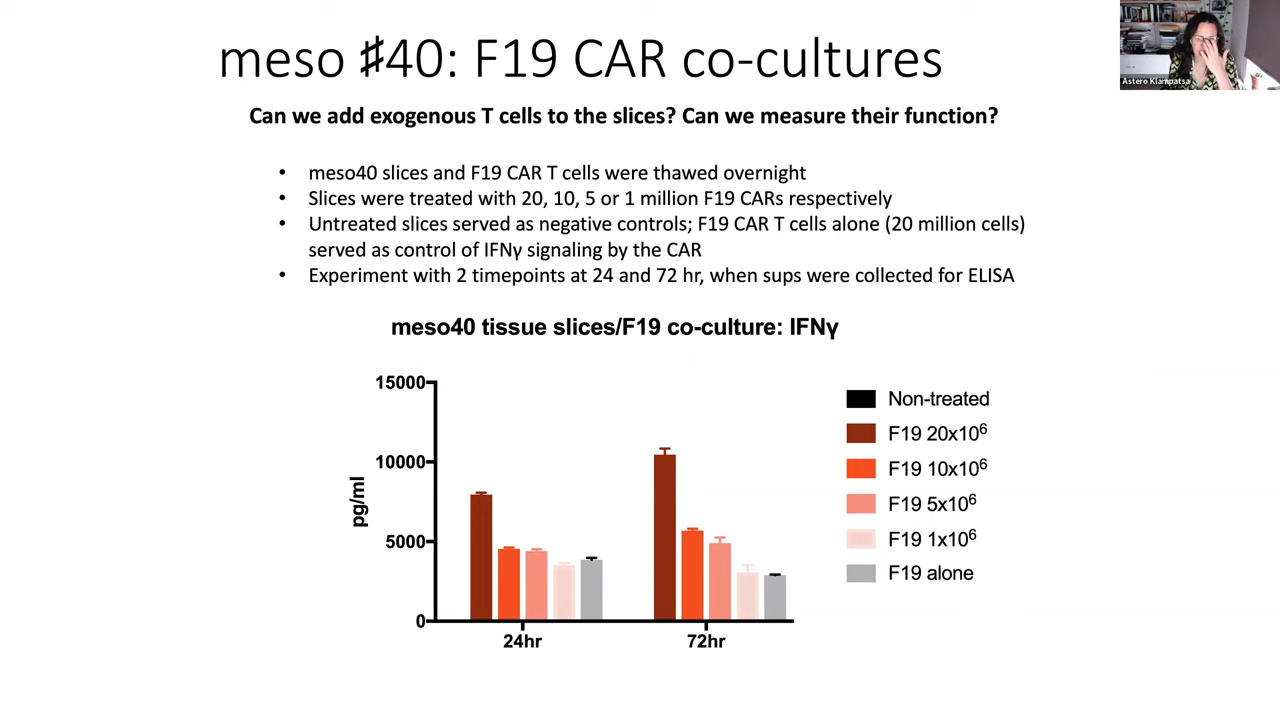 meso ♯40: F19 CAR co-cultures
Astero Klampatsa
Can we add exogenous T cells to the slices? Can we measure their function?
• meso40 slices and F19 CAR T cells were thawed overnight
• Slices were treated with 20, 10, 5 or 1 million F19 CARs respectively
• Untreated slices served as negative controls; F19 CAR T cells alone (20 million cells)
served as control of IFNγ signaling by the CAR
• Experiment with 2 timepoints at 24 and 72 hr, when sups were collected for ELISA
meso40 tissue slices/F19 co-culture: IFNγ
15000
10000
5000
0
pg/ml
24hr
72hr
Non-treated
F19 20x10⁶
F19 10x10⁶
F19 5x10⁶
F19 1x10⁶
F19 alone